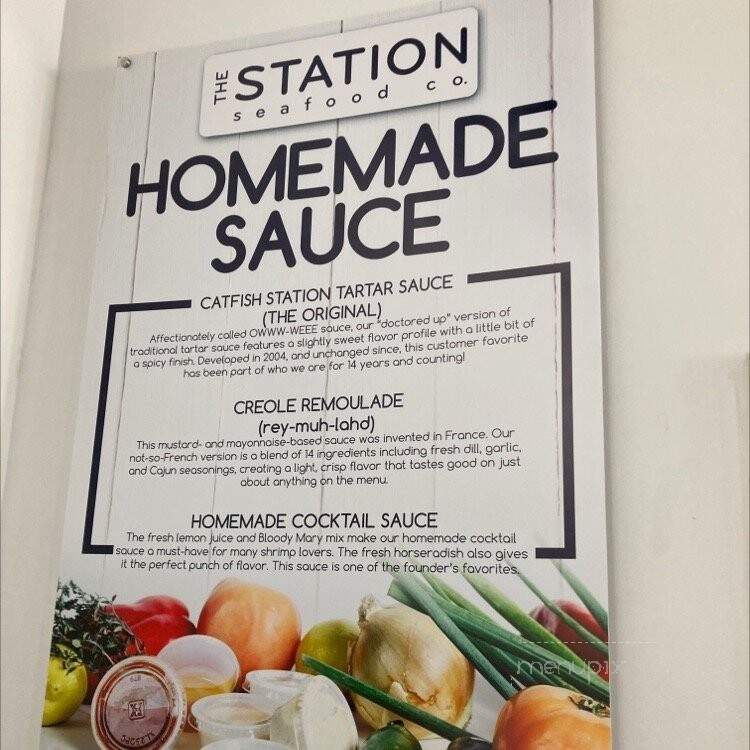 THE STATION
seafood co.
HOMEMADE
SAUCE
CATFISH STATION TARTAR SAUCE
(THE ORIGINAL)
Affectionately called OWWW-WEEE sauce, our "doctored up" version of
traditional tartar sauce features a slightly sweet flavor profile with a little bit of
a spicy finish. Developed in 2004, and unchanged since, this customer favorite
has been part of who we are for 14 years and counting!
CREOLE REMOULADE
(rey-muh-lahd)
This mustard- and mayonnaise-based sauce was invented in France. Our
not-so-French version is a blend of 14 ingredients including fresh dill, garlic,
and Cajun seasonings, creating a light, crisp flavor that tastes good on just
about anything on the menu.
HOMEMADE COCKTAIL SAUCE
The fresh lemon juice and Bloody Mary mix make our homemade cocktail
sauce a must-have for many shrimp lovers. The fresh horseradish also gives
it the perfect punch of flavor. This sauce is one of the founder's favorites.
menupix